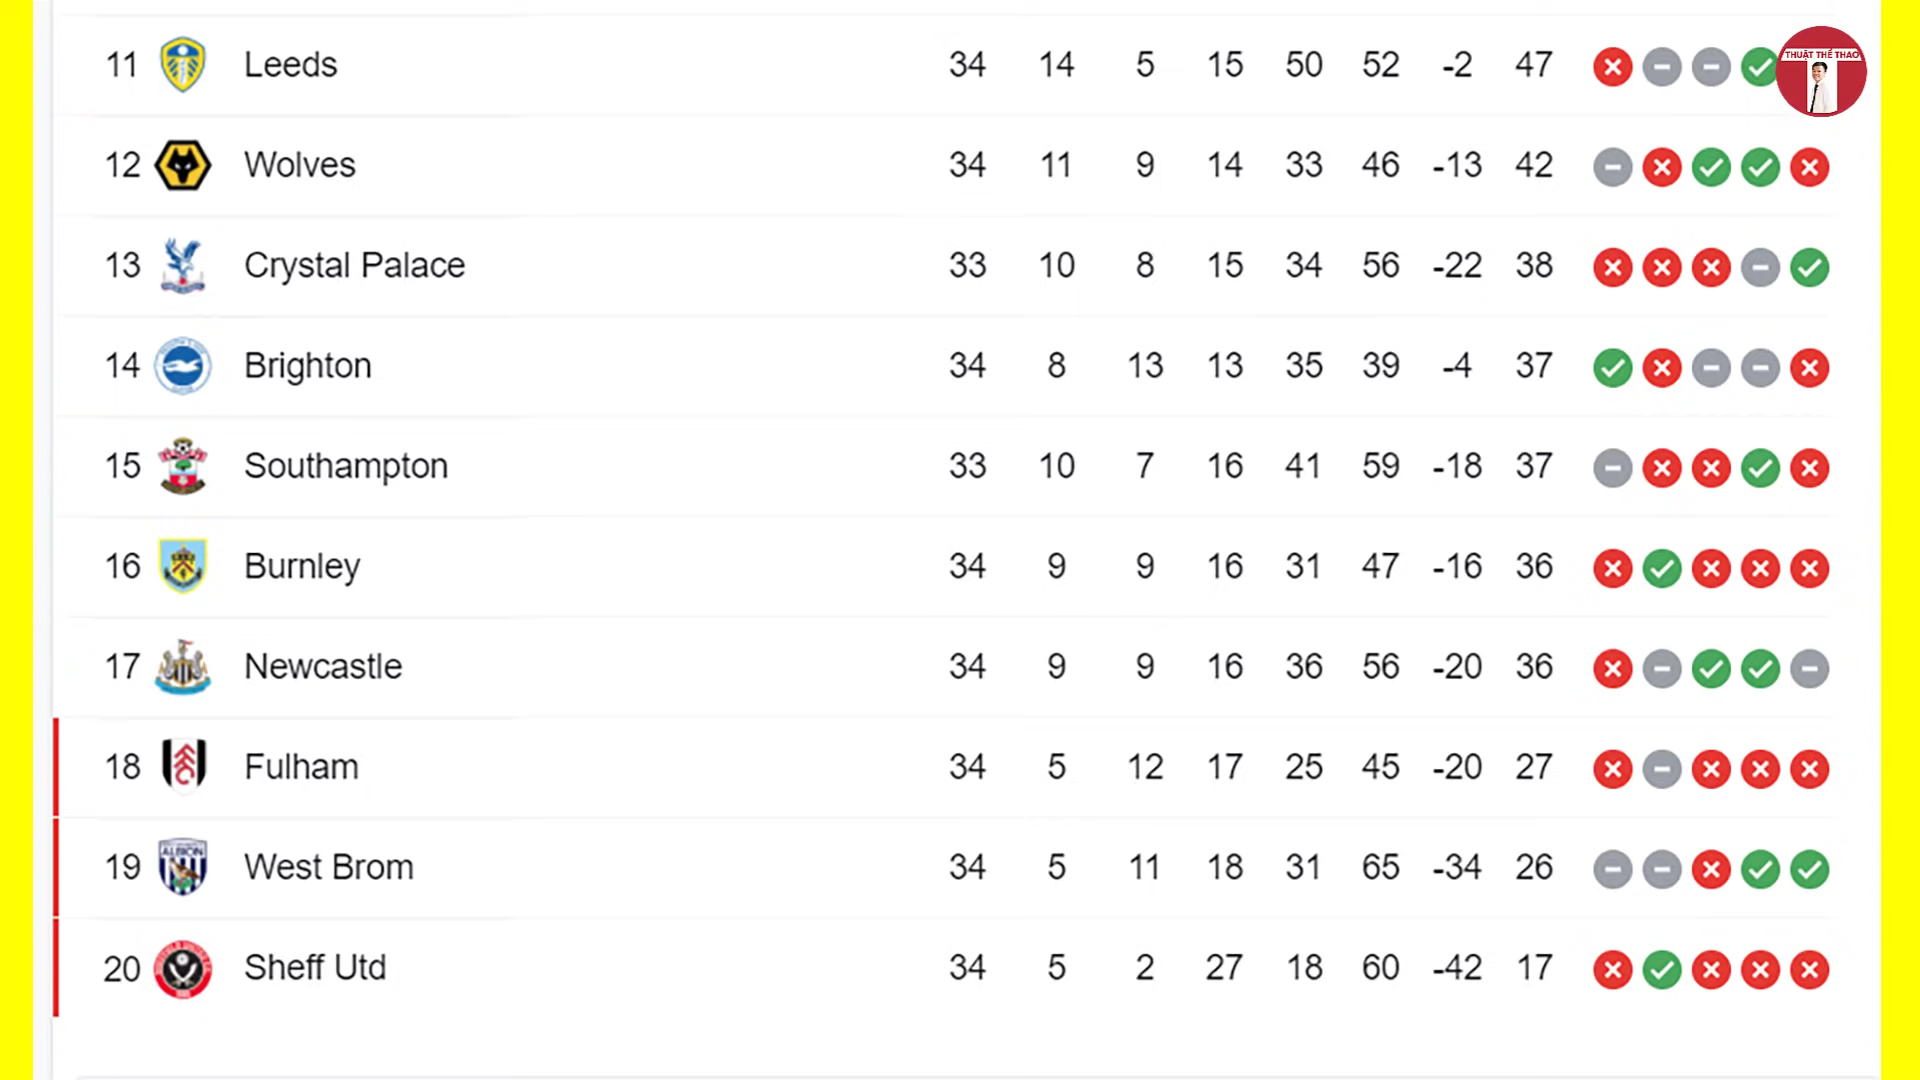 11 Leeds 34 14 5 15 50 52 -2 47
THUẬT THỂ THAO
12 Wolves 34 11 9 14 33 46 -13 42
13 Crystal Palace 33 10 8 15 34 56 -22 38
14 Brighton 34 8 13 13 35 39 -4 37
15 Southampton 33 10 7 16 41 59 -18 37
16 Burnley 34 9 9 16 31 47 -16 36
17 Newcastle 34 9 9 16 36 56 -20 36
18 Fulham 34 5 12 17 25 45 -20 27
19 West Brom 34 5 11 18 31 65 -34 26
ALBION
20 Sheff Utd 34 5 2 27 18 60 -42 17